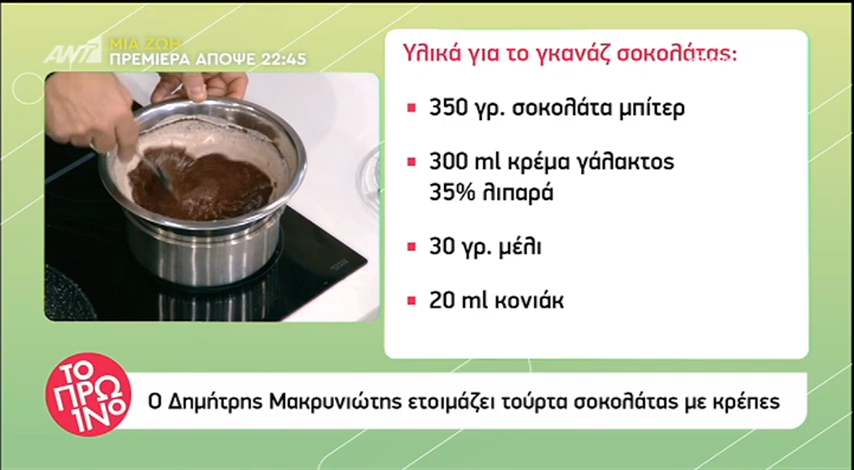 ΑΝΤ1
ΜΙΑ ΖΩΗ
ΠΡΕΜΙΕΡΑ ΑΠΟΨΕ 22:45
Υλικά για το γκανάζ σοκολάτας:
350 γρ. σοκολάτα μπίτερ
300 ml κρέμα γάλακτος
35% λιπαρά
30 γρ. μέλι
20 ml κονιάκ
ΤΟ
ΠΡΩ
ΙΝΟ
Ο Δημήτρης Μακρυνιώτης ετοιμάζει τούρτα σοκολάτας με κρέπες